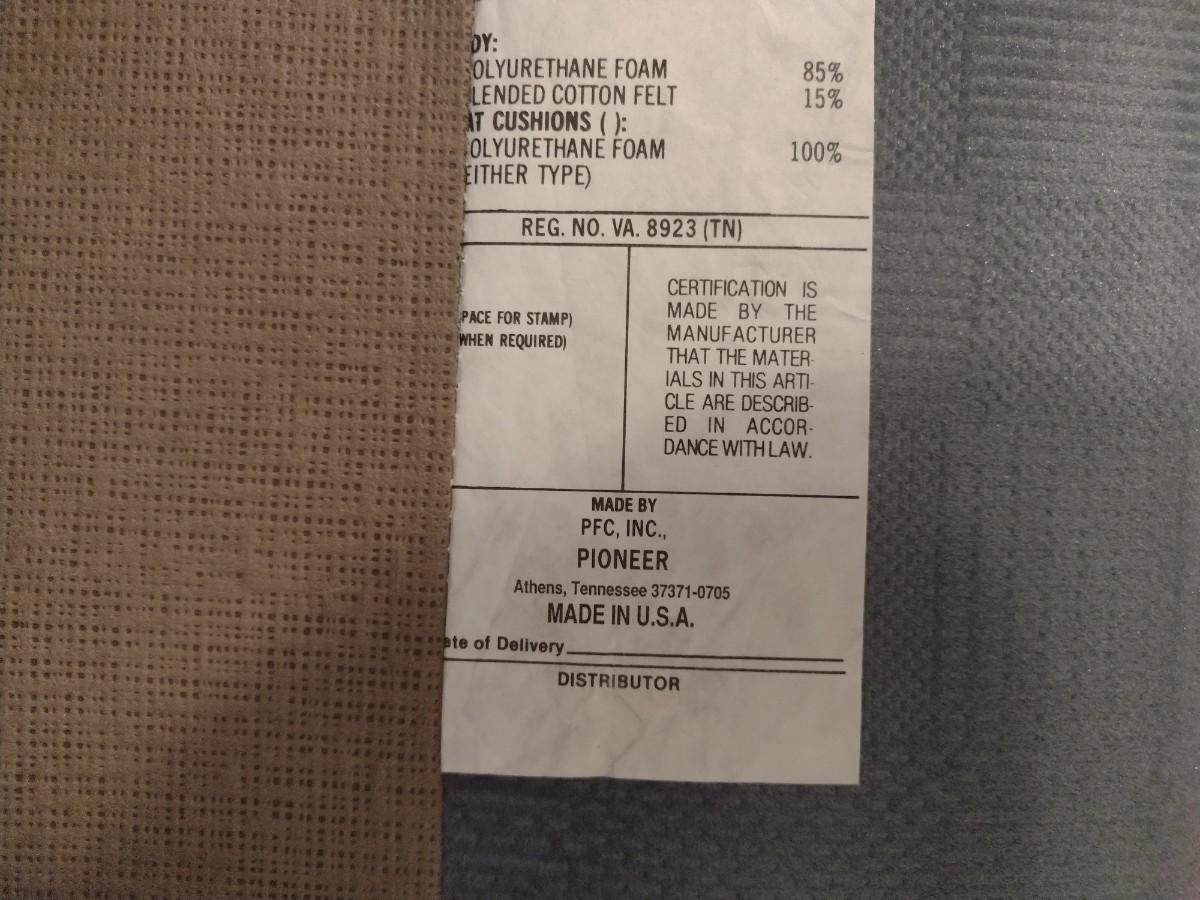 DY:
OLYURETHANE FOAM 85%
LENDED COTTON FELT 15%
AT CUSHIONS ( ):
OLYURETHANE FOAM 100%
EITHER TYPE)
REG. NO. VA. 8923 (TN)
PACE FOR STAMP)
WHEN REQUIRED)
CERTIFICATION IS
MADE BY THE
MANUFACTURER
THAT THE MATER-
IALS IN THIS ARTI-
CLE ARE DESCRIB-
ED IN ACCOR-
DANCE WITH LAW.
MADE BY
PFC, INC.,
PIONEER
Athens, Tennessee 37371-0705
MADE IN U.S.A.
ate of Delivery
DISTRIBUTOR